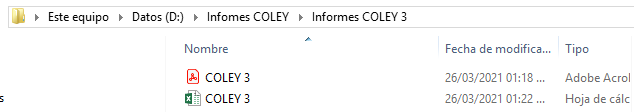 Este equipo Datos (D:) Infomes COLEY Informes COLEY 3
Nombre Fecha de modifica... Tipo
COLEY 3 26/03/2021 01:18 ... Adobe Acrol
s COLEY 3 26/03/2021 01:22 ... Hoja de cálc